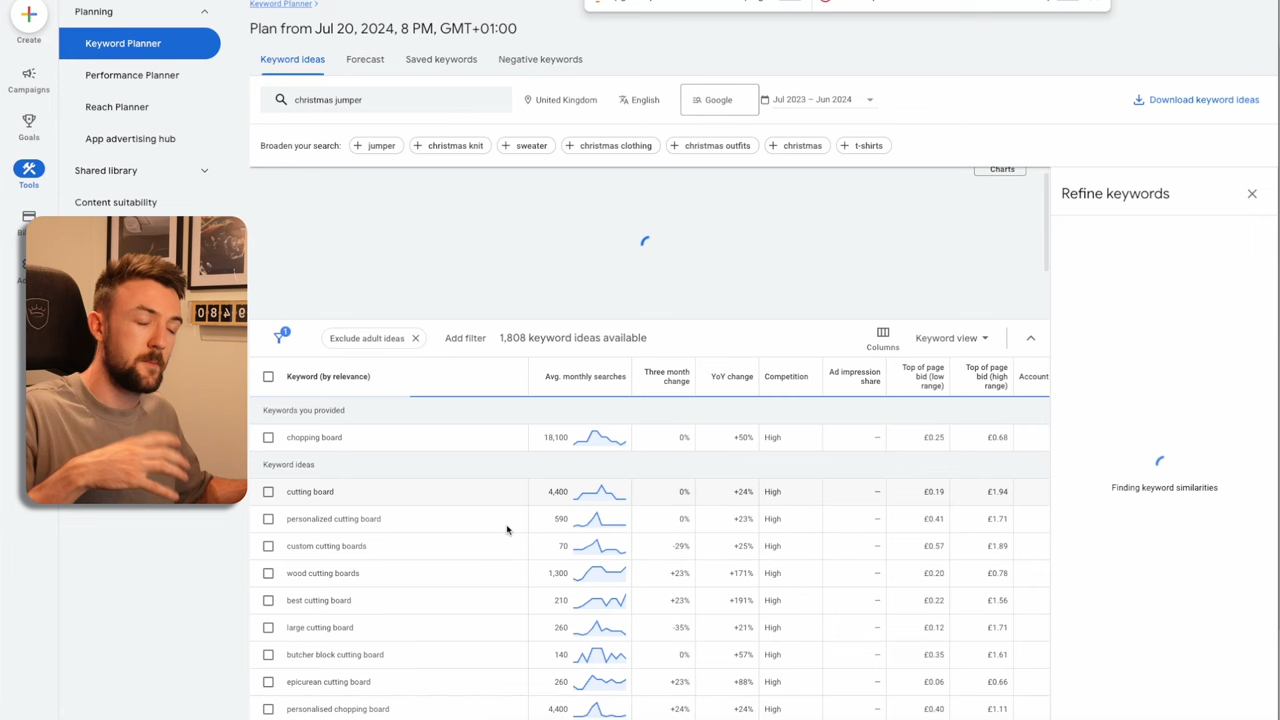 Keyword Planner >
Planning
Create
Keyword Planner
Plan from Jul 20, 2024, 8 PM, GMT+01:00
Keyword ideas
Forecast
Saved keywords
Negative keywords
Performance Planner
Campaigns
Reach Planner
christmas jumper
United Kingdom
English
Google
Jul 2023 – Jun 2024
Download keyword ideas
Goals
App advertising hub
Broaden your search:
jumper
christmas knit
sweater
christmas clothing
christmas outfits
christmas
t-shirts
Shared library
Charts
Tools
Refine keywords
Content suitability
Exclude adult ideas
Add filter
1,808 keyword ideas available
Columns
Keyword view
1
Keyword (by relevance)
Avg. monthly searches
Three month change
YoY change
Competition
Ad impression share
Top of page bid (low range)
Top of page bid (high range)
Account
Keywords you provided
chopping board 18,100 0% +50% High – £0.25 £0.68
Keyword ideas
Finding keyword similarities
cutting board 4,400 0% +24% High – £0.19 £1.94
personalized cutting board 590 0% +23% High – £0.41 £1.71
custom cutting boards 70 -29% +25% High – £0.57 £1.89
wood cutting boards 1,300 +23% +171% High – £0.20 £0.78
best cutting board 210 +23% +191% High – £0.22 £1.56
large cutting board 260 -35% +21% High – £0.12 £1.71
butcher block cutting board 140 0% +57% High – £0.35 £1.61
epicurean cutting board 260 +23% +88% High – £0.06 £0.66
personalised chopping board 4,400 +24% +24% High – £0.40 £1.11